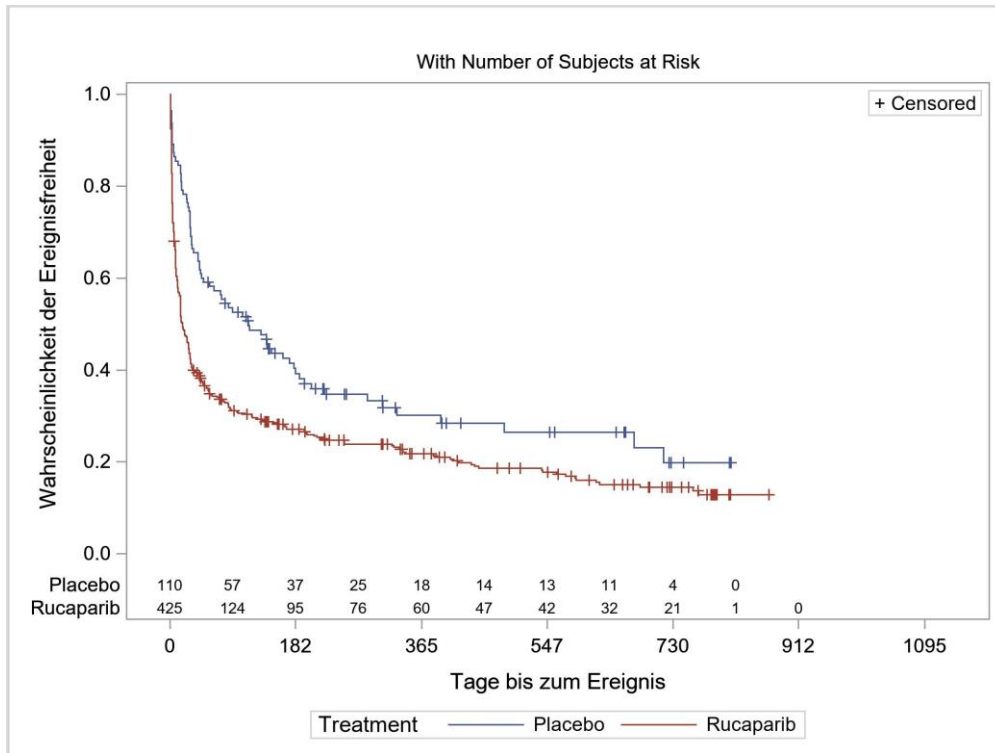 With Number of Subjects at Risk
+ Censored
Wahrscheinlichkeit der Ereignisfreiheit
1.0
0.8
0.6
0.4
0.2
0.0
Placebo 110 57 37 25 18 14 13 11 4 0
Rucaparib 425 124 95 76 60 47 42 32 21 1 0
0 182 365 547 730 912 1095
Tage bis zum Ereignis
Treatment Placebo Rucaparib